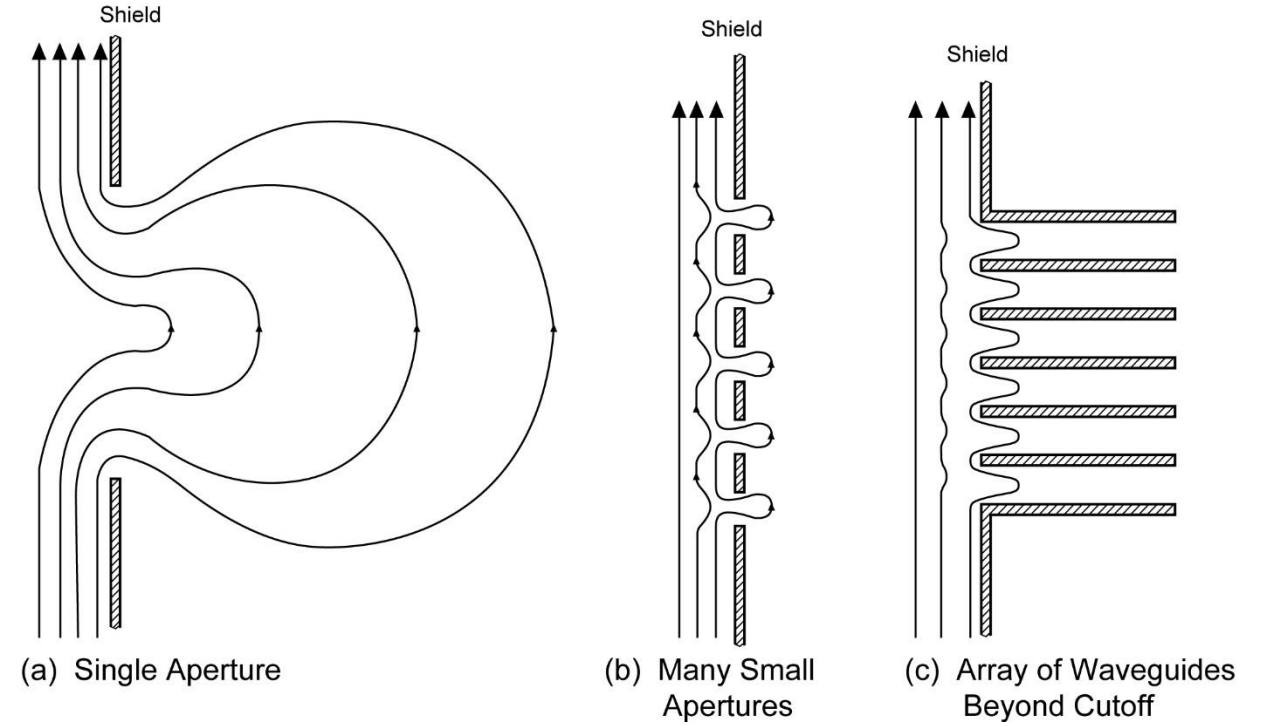 Shield
Shield
Shield
(a) Single Aperture
(b) Many Small
Apertures
(c) Array of Waveguides
Beyond Cutoff